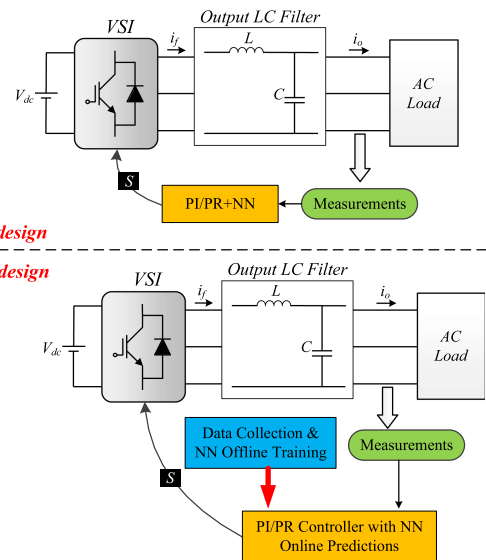 Output LC Filter
VSI
i_f
i_o
L
C
V_dc
AC
Load
S
PI/PR+NN
Measurements
design
design
Output LC Filter
VSI
i_f
i_o
L
C
V_dc
AC
Load
Data Collection &
NN Offline Training
Measurements
S
PI/PR Controller with NN
Online Predictions